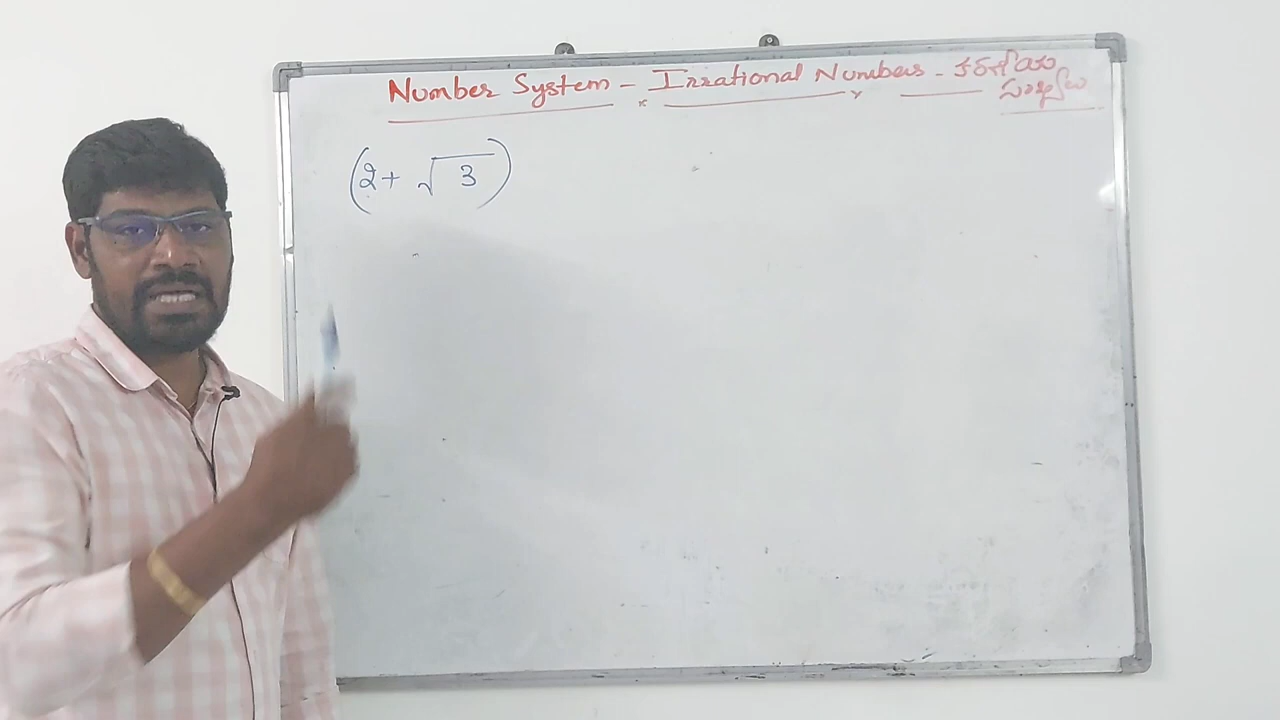 Number System - Irrational Numbers - కరణీయ
సంఖ్యలు
(2 + √3)